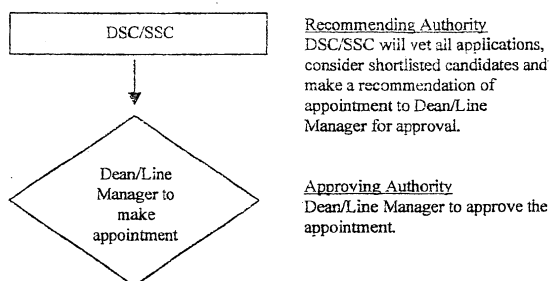 DSC/SSC
Recommending Authority
DSC/SSC will vet all applications,
consider shortlisted candidates and
make a recommendation of
appointment to Dean/Line
Manager for approval.
Dean/Line
Manager to
make
appointment
Approving Authority
Dean/Line Manager to approve the
appointment.